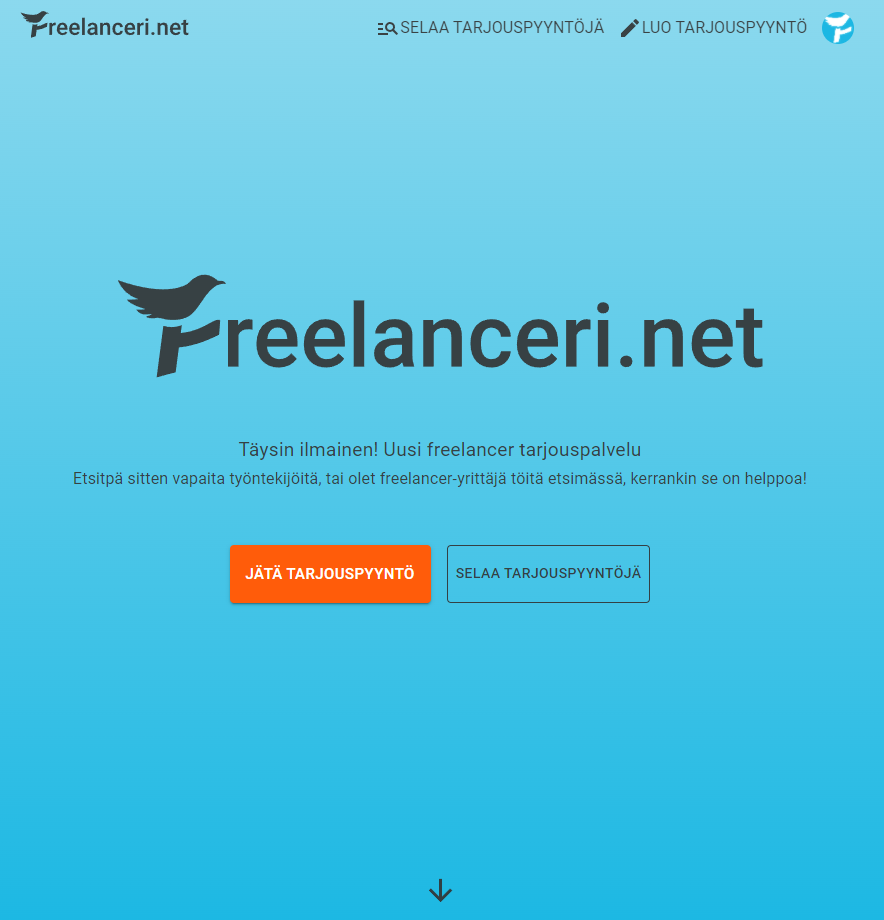 Freelanceri.net
SELAA TARJOUSPYYNTÖJÄ
LUO TARJOUSPYYNTÖ
Freelanceri.net
Täysin ilmainen! Uusi freelancer tarjouspalvelu
Etsitpä sitten vapaita työntekijöitä, tai olet freelancer-yrittäjä töitä etsimässä, kerrankin se on helppoa!
JÄTÄ TARJOUSPYYNTÖ
SELAA TARJOUSPYYNTÖJÄ